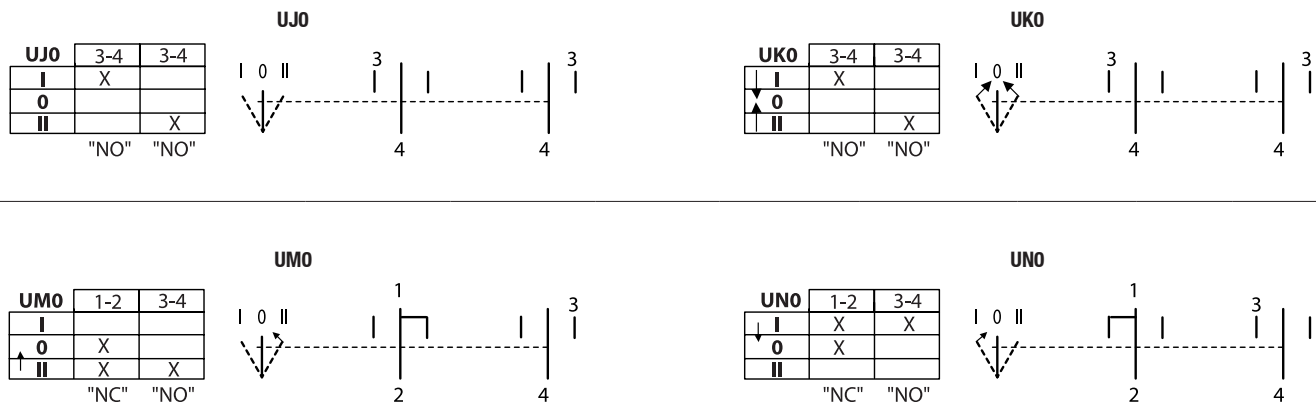 UJ0
UJ0 3-4 3-4
I X
0
II X
"NO" "NO"
I 0 II
3 3
4 4
UK0
UK0 3-4 3-4
I X
0
II X
"NO" "NO"
I 0 II
3 3
4 4
UM0
UM0 1-2 3-4
I
0 X
II X X
"NC" "NO"
I 0 II
1 3
2 4
UN0
UN0 1-2 3-4
I X X
0 X
II
"NC" "NO"
I 0 II
1 3
2 4